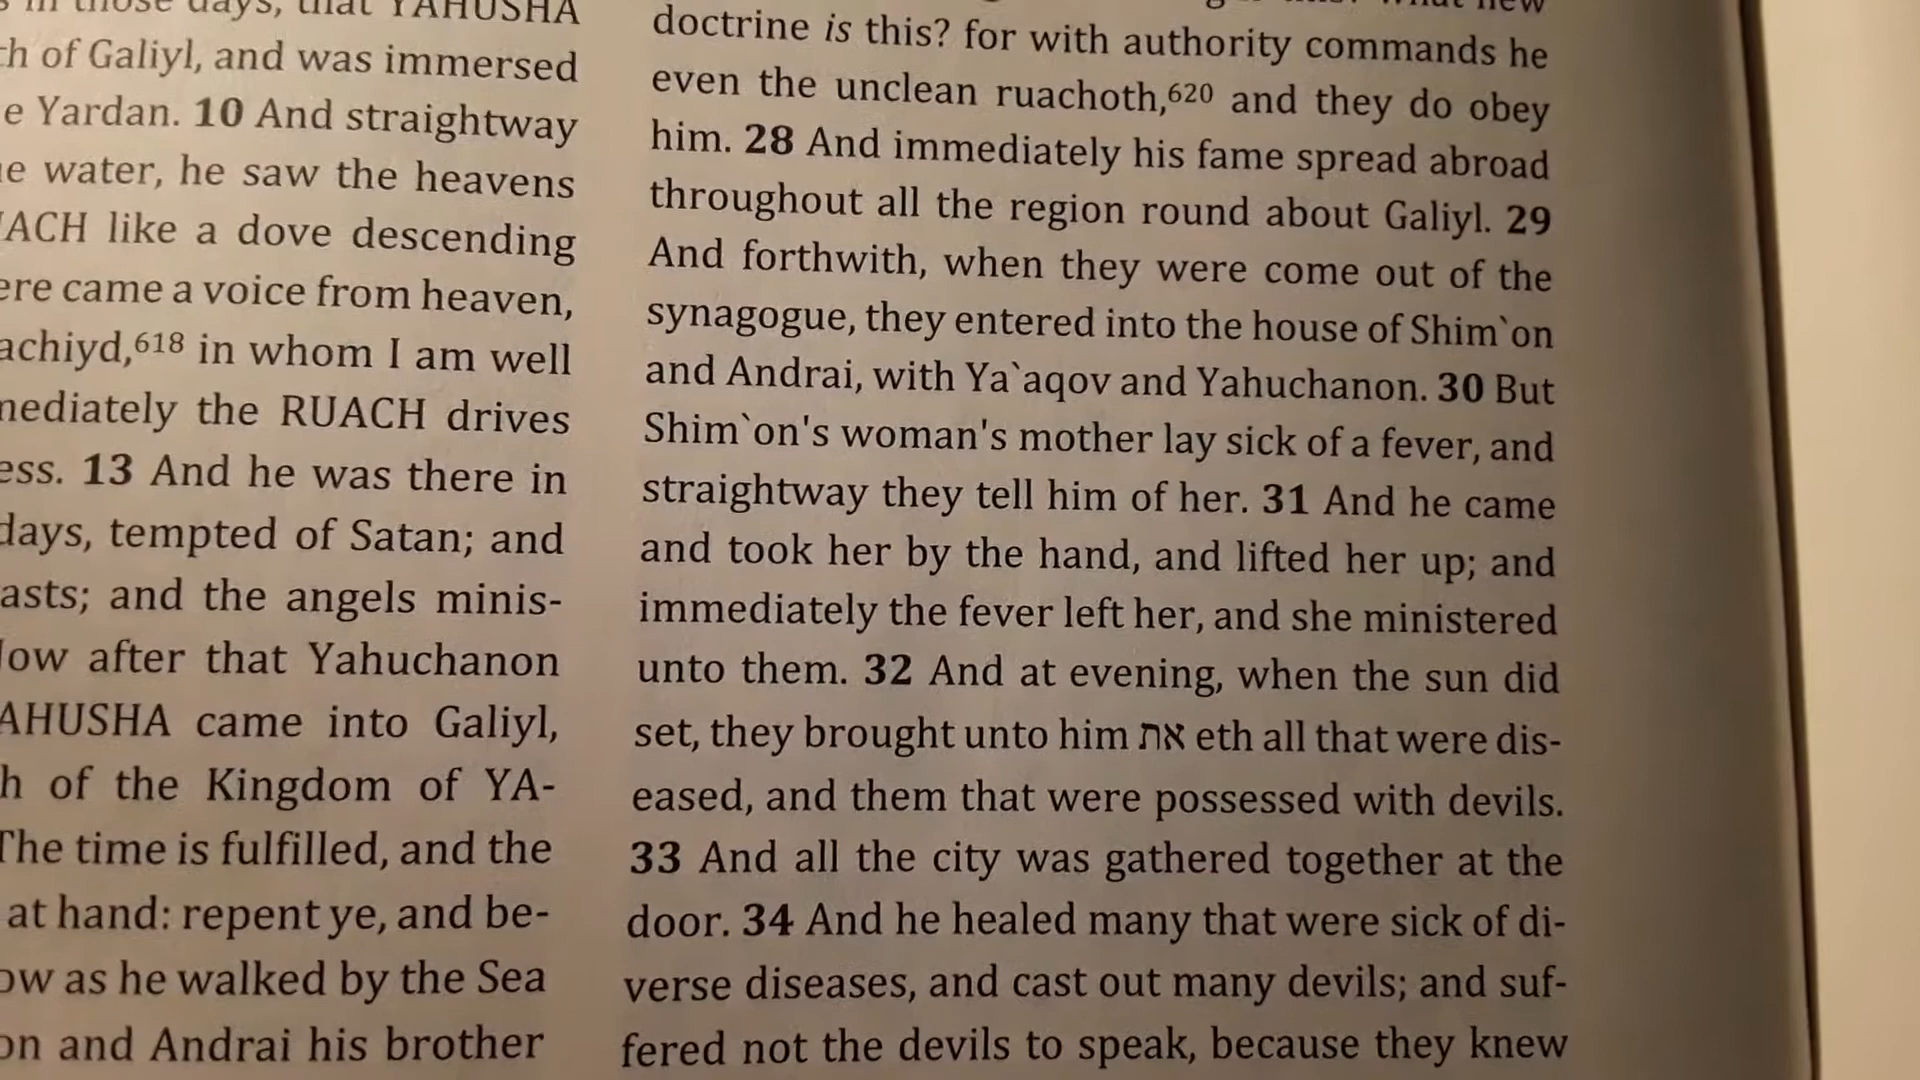 in those days, that YAHUSHA
of Galiyl, and was immersed
Yardan. 10 And straightway
water, he saw the heavens
like a dove descending
came a voice from heaven,
618 in whom I am well
the RUACH drives
13 And he was there in
days, tempted of Satan; and
and the angels minis-
after that Yahuchanon
came into Galiyl,
of the Kingdom of YA-
The time is fulfilled, and the
at hand: repent ye, and be-
as he walked by the Sea
and Andrai his brother
new
doctrine is this? for with authority commands he
even the unclean ruachoth,620 and they do obey
him. 28 And immediately his fame spread abroad
throughout all the region round about Galiyl. 29
And forthwith, when they were come out of the
synagogue, they entered into the house of Shim`on
and Andrai, with Ya`aqov and Yahuchanon. 30 But
Shim`on's woman's mother lay sick of a fever, and
straightway they tell him of her. 31 And he came
and took her by the hand, and lifted her up; and
immediately the fever left her, and she ministered
unto them. 32 And at evening, when the sun did
set, they brought unto him את eth all that were dis-
eased, and them that were possessed with devils.
33 And all the city was gathered together at the
door. 34 And he healed many that were sick of di-
verse diseases, and cast out many devils; and suf-
fered not the devils to speak, because they knew